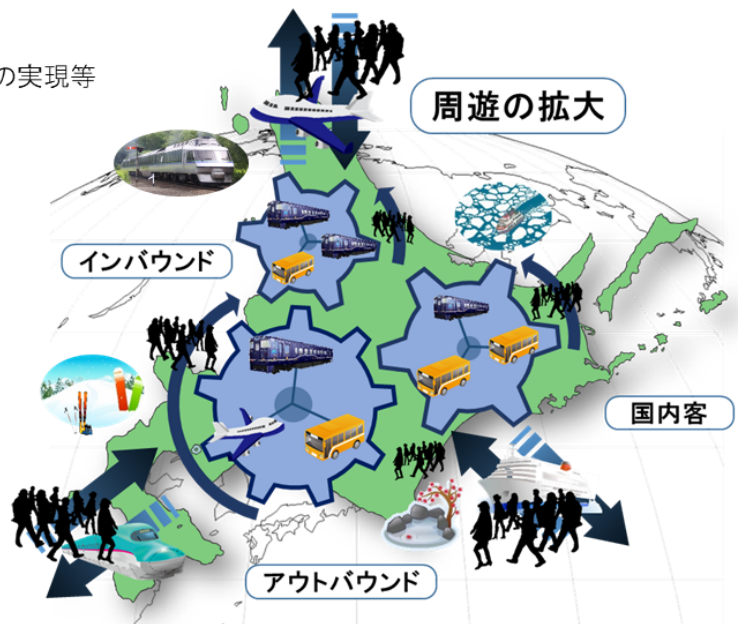 の実現等
周遊の拡大
インバウンド
国内客
アウトバウンド